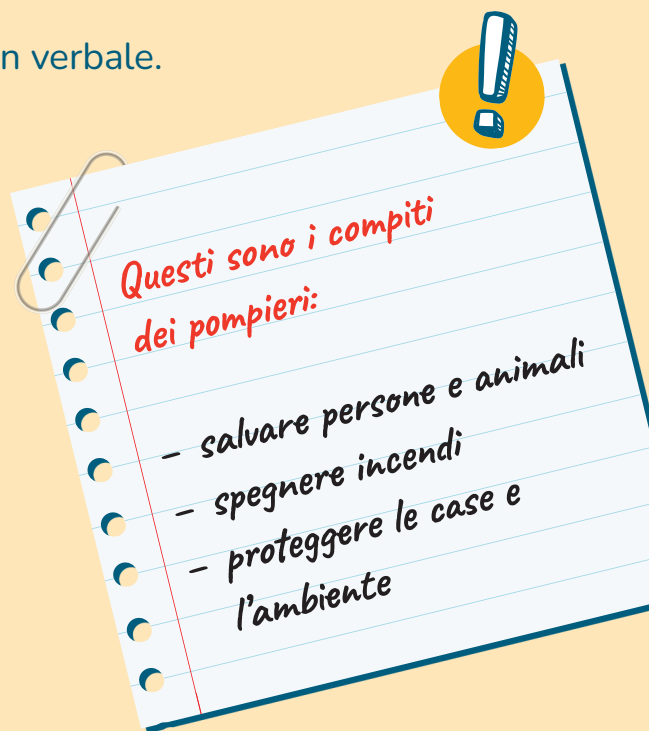 n verbale.
Questi sono i compiti
dei pompieri:
– salvare persone e animali
– spegnere incendi
– proteggere le case e
l'ambiente